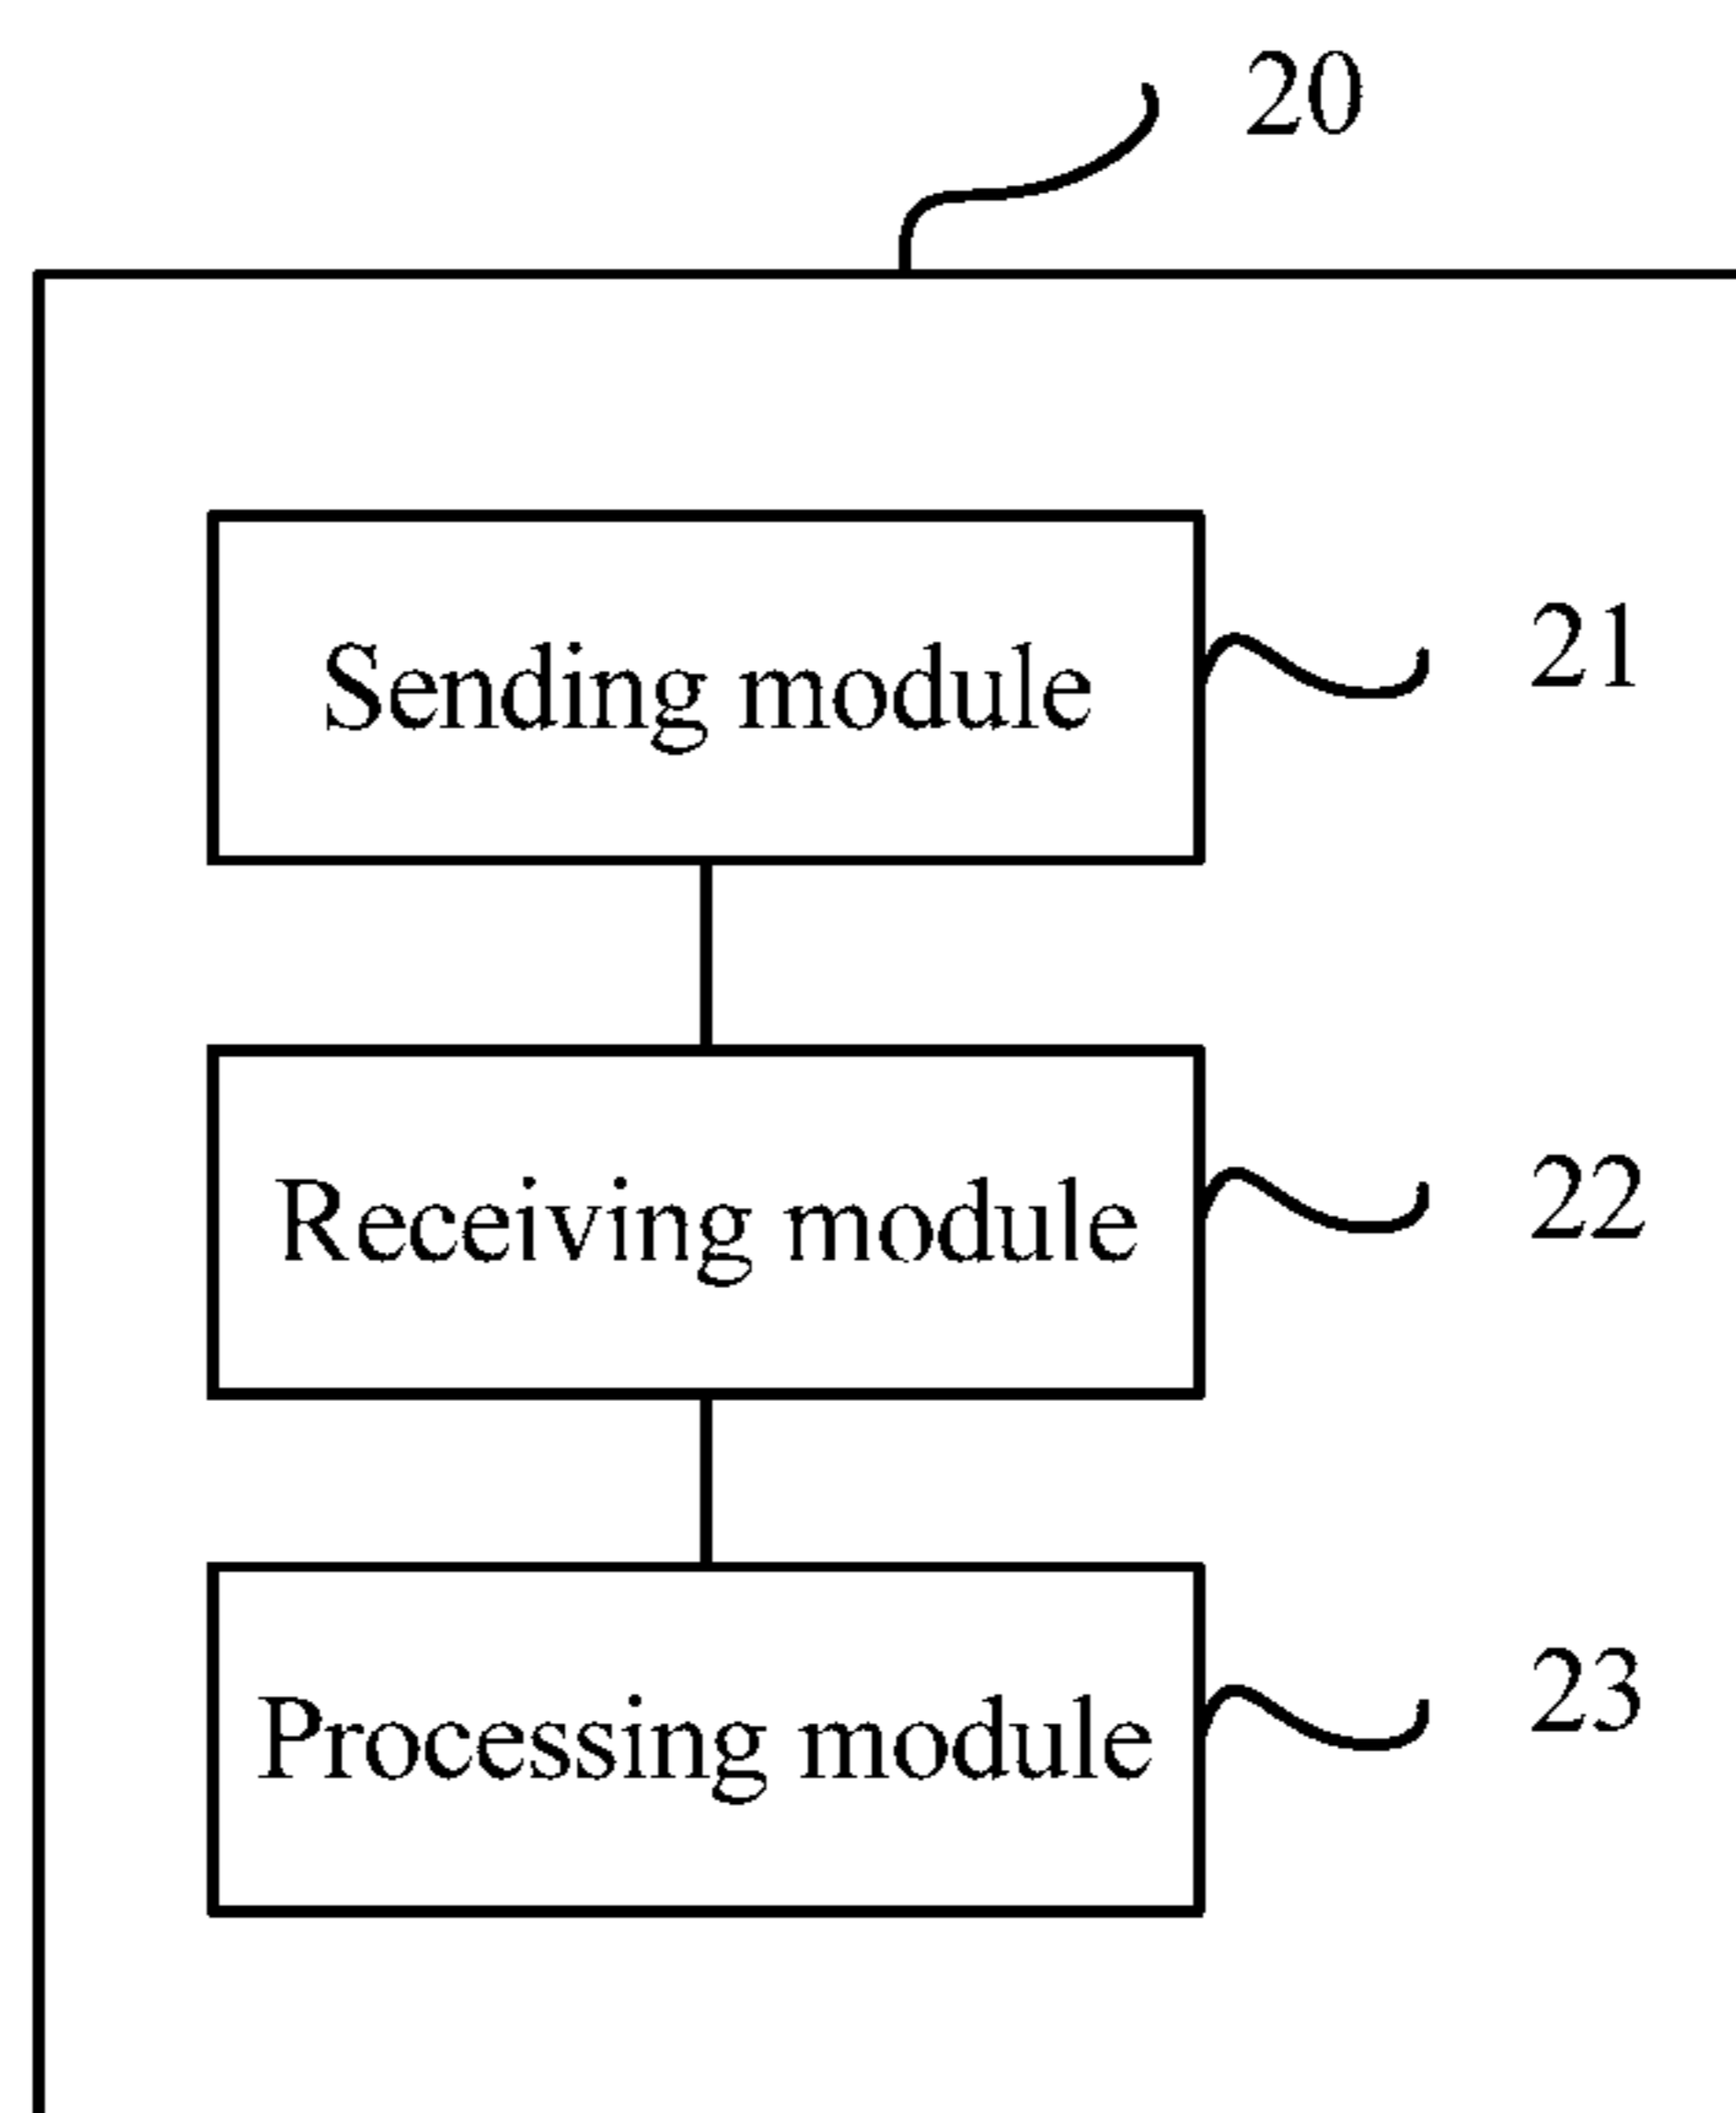 20
Sending module
21
Receiving module
22
Processing module
23